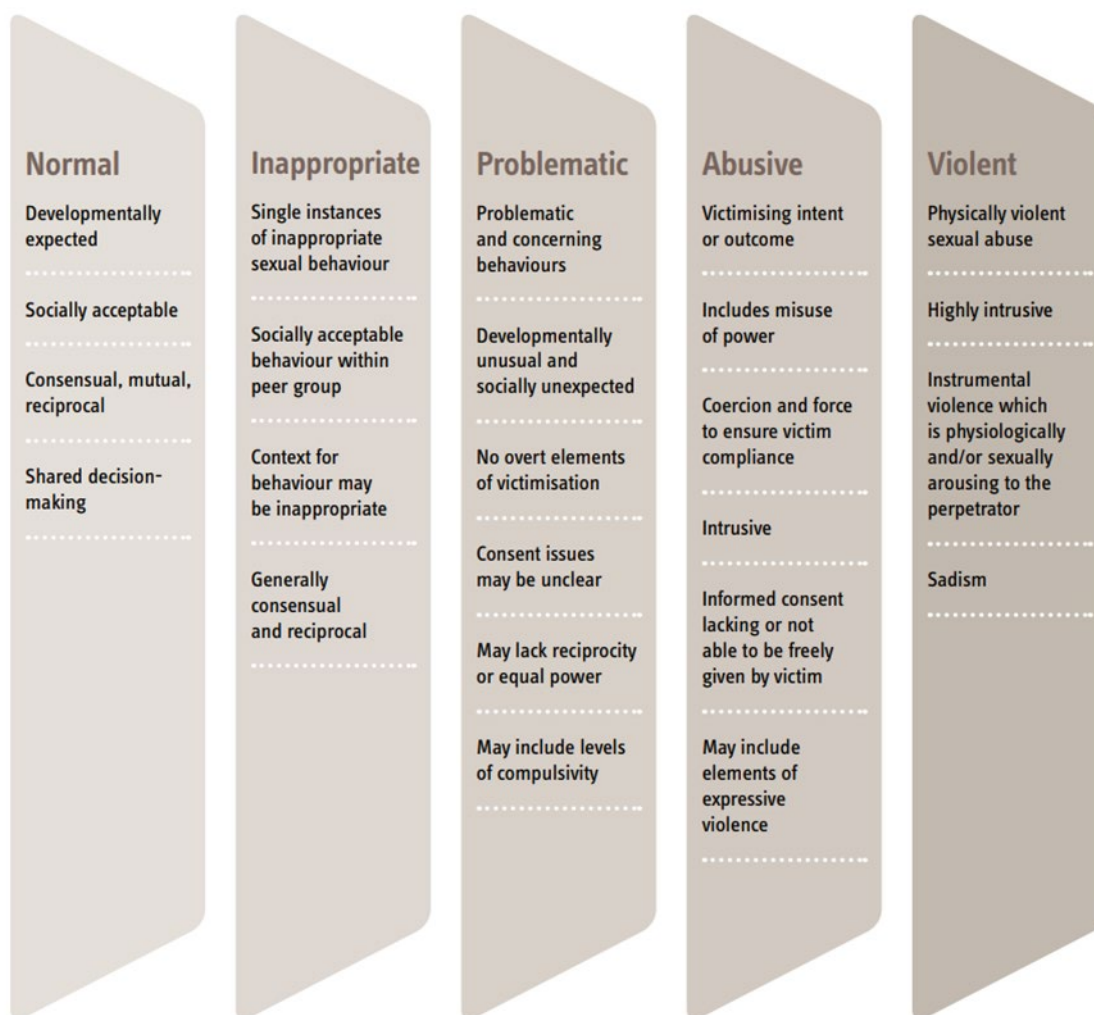 Normal
Developmentally
expected
Socially acceptable
Consensual, mutual,
reciprocal
Shared decision-
making
Inappropriate
Single instances
of inappropriate
sexual behaviour
Socially acceptable
behaviour within
peer group
Context for
behaviour may
be inappropriate
Generally
consensual
and reciprocal
Problematic
Problematic
and concerning
behaviours
Developmentally
unusual and
socially unexpected
No overt elements
of victimisation
Consent issues
may be unclear
May lack reciprocity
or equal power
May include levels
of compulsivity
Abusive
Victimising intent
or outcome
Includes misuse
of power
Coercion and force
to ensure victim
compliance
Intrusive
Informed consent
lacking or not
able to be freely
given by victim
May include
elements of
expressive
violence
Violent
Physically violent
sexual abuse
Highly intrusive
Instrumental
violence which
is physiologically
and/or sexually
arousing to the
perpetrator
Sadism